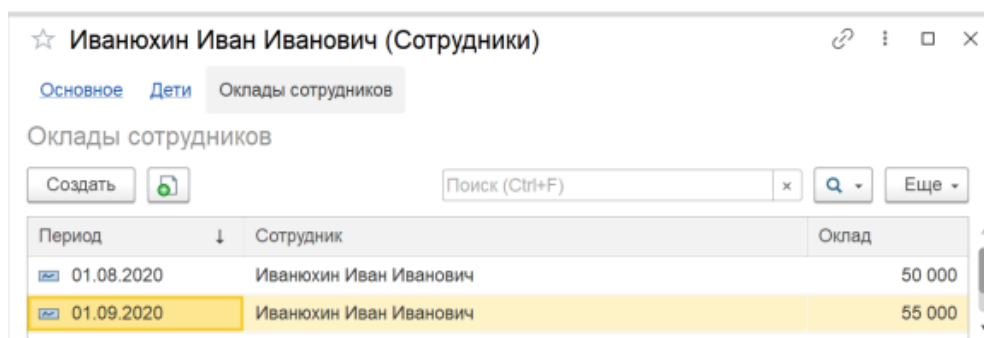 Иванюхин Иван Иванович (Сотрудники)
Основное Дети Оклады сотрудников
Оклады сотрудников
Создать Поиск (Ctrl+F) × Еще
Период ↓ Сотрудник Оклад
01.08.2020 Иванюхин Иван Иванович 50 000
01.09.2020 Иванюхин Иван Иванович 55 000